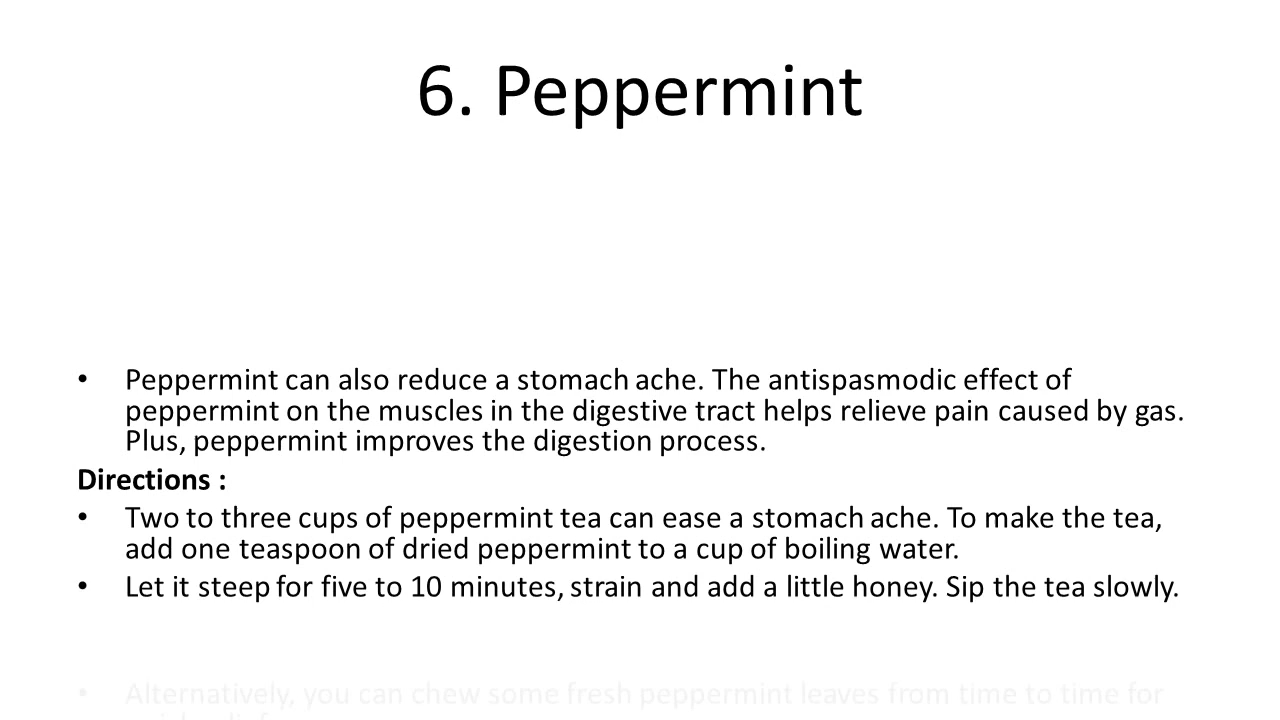 6. Peppermint
• Peppermint can also reduce a stomach ache. The antispasmodic effect of
peppermint on the muscles in the digestive tract helps relieve pain caused by gas.
Plus, peppermint improves the digestion process.
Directions :
• Two to three cups of peppermint tea can ease a stomach ache. To make the tea,
add one teaspoon of dried peppermint to a cup of boiling water.
• Let it steep for five to 10 minutes, strain and add a little honey. Sip the tea slowly.
• Alternatively, you can chew some fresh peppermint leaves from time to time for